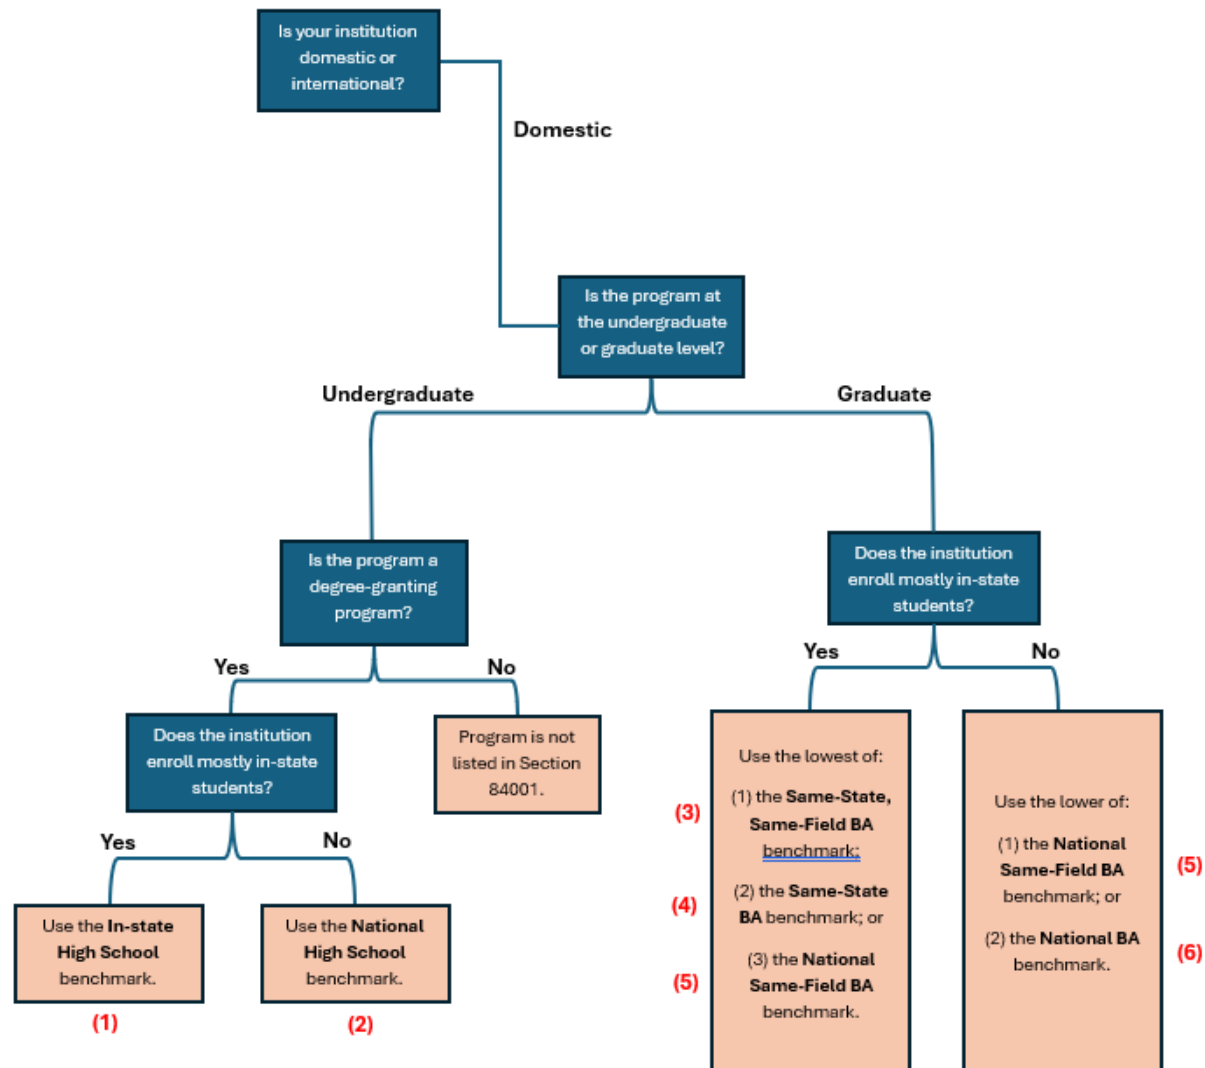 Is your institution
domestic or
international?
Domestic
Is the program at
the undergraduate
or graduate level?
Undergraduate
Graduate
Is the program a
degree-granting
program?
Does the institution
enroll mostly in-state
students?
Yes
No
Yes
No
Does the institution
enroll mostly in-state
students?
Program is not
listed in Section
84001.
Use the lowest of:
(1) the Same-State,
Same-Field BA
benchmark;
(2) the Same-State
BA benchmark; or
(3) the National
Same-Field BA
benchmark.
(3)
(4)
(5)
Use the lower of:
(1) the National
Same-Field BA
benchmark; or
(2) the National BA
benchmark.
(5)
(6)
Yes
No
Use the In-state
High School
benchmark.
(1)
Use the National
High School
benchmark.
(2)